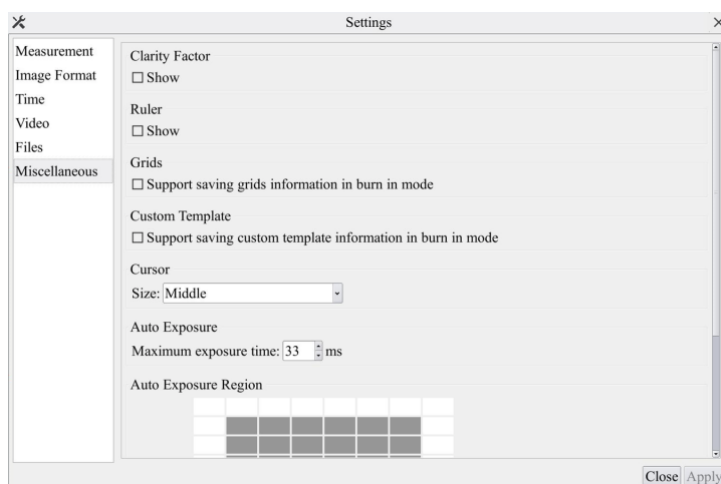 Settings
Measurement
Image Format
Time
Video
Files
Miscellaneous
Clarity Factor
Show
Ruler
Show
Grids
Support saving grids information in burn in mode
Custom Template
Support saving custom template information in burn in mode
Cursor
Size: Middle
Auto Exposure
Maximum exposure time: 33 ms
Auto Exposure Region
Close Apply